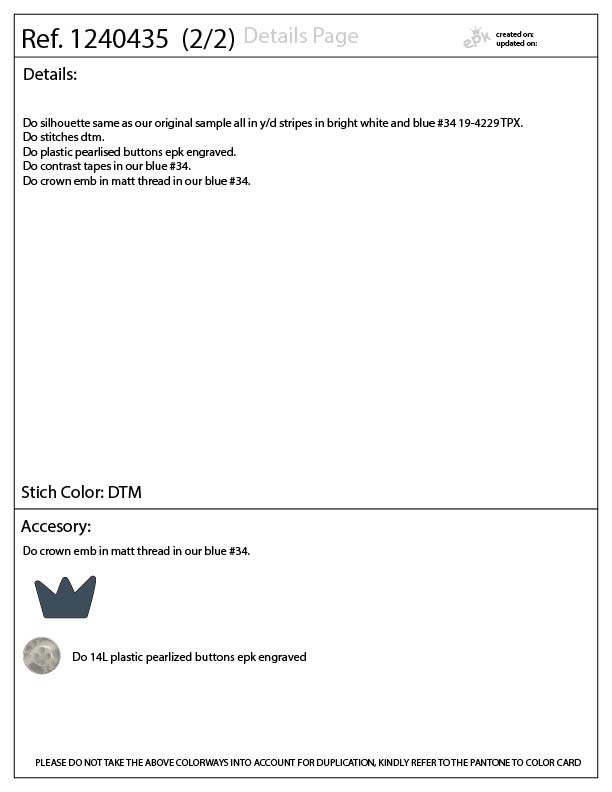 Ref. 1240435 (2/2) Details Page
epk
created on:
updated on:
Details:
Do silhouette same as our original sample all in y/d stripes in bright white and blue #34 19-4229 TPX.
Do stitches dtm.
Do plastic pearlised buttons epk engraved.
Do contrast tapes in our blue #34.
Do crown emb in matt thread in our blue #34.
Stich Color: DTM
Accesory:
Do crown emb in matt thread in our blue #34.
Do 14L plastic pearlized buttons epk engraved
PLEASE DO NOT TAKE THE ABOVE COLORWAYS INTO ACCOUNT FOR DUPLICATION, KINDLY REFER TO THE PANTONE TO COLOR CARD